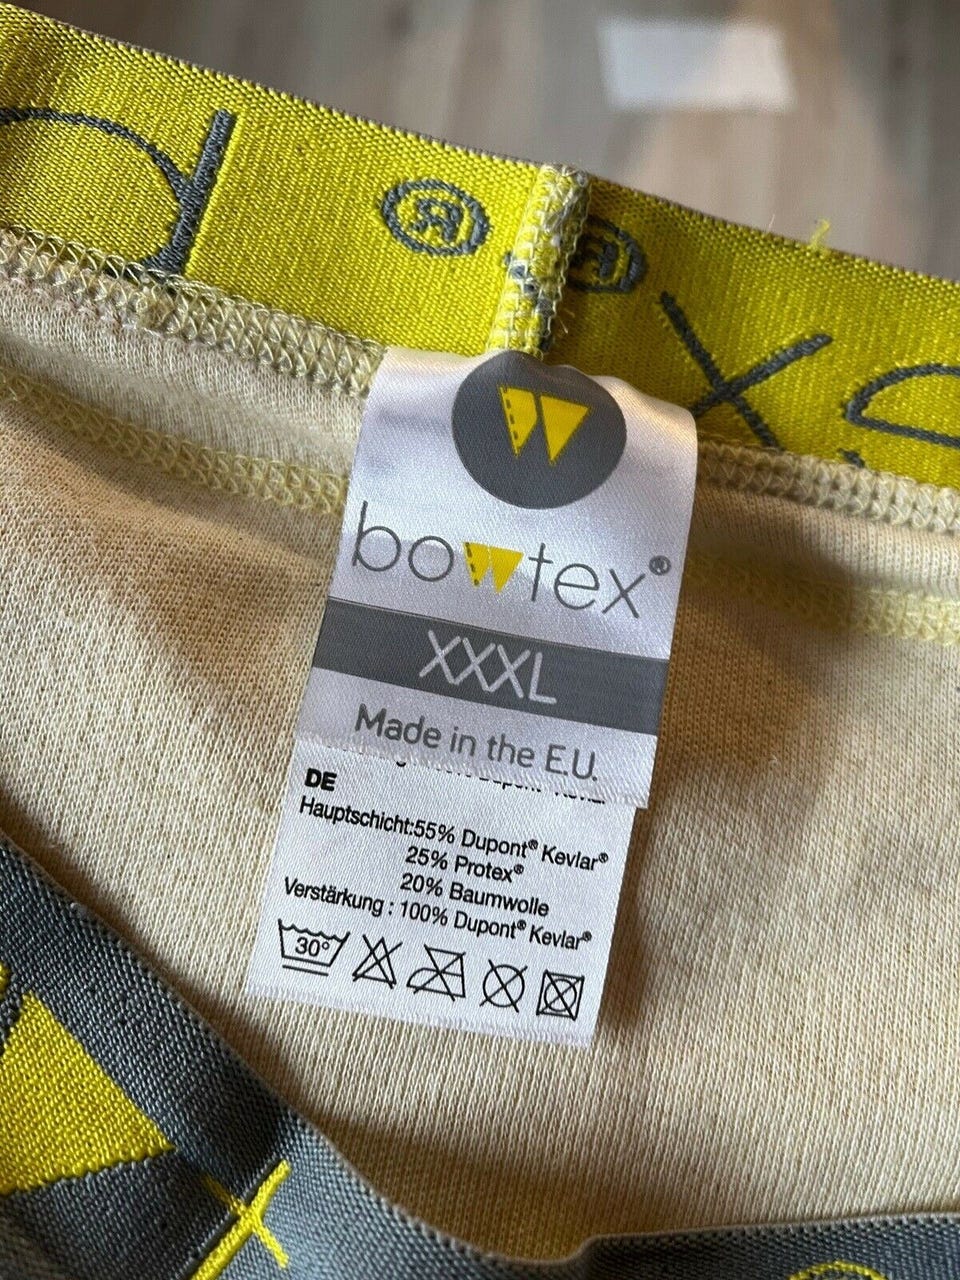 ®
bowtex®
XXXL
Made in the E.U.
DE
Hauptschicht:55% Dupont® Kevlar®
25% Protex®
20% Baumwolle
Verstärkung : 100% Dupont® Kevlar®
30°